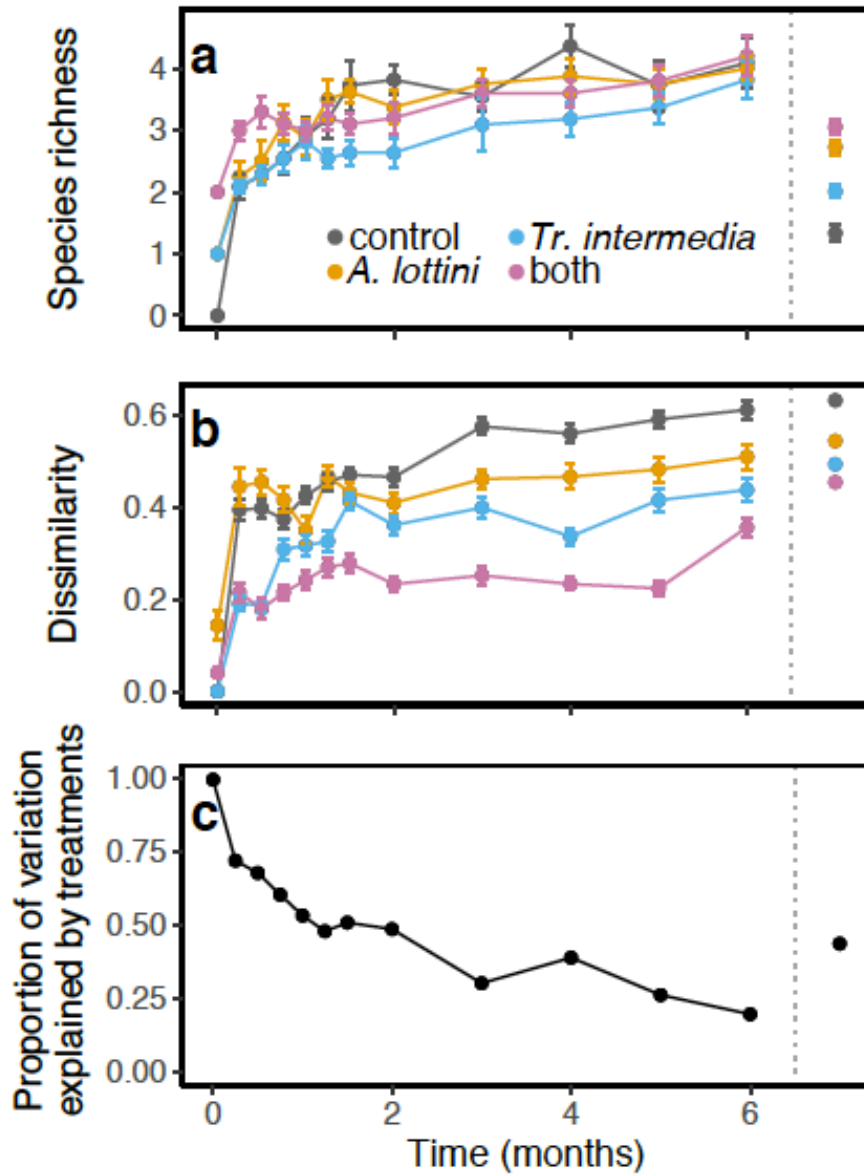 a
Species richness
4
3
2
1
0
control
Tr. intermedia
A. lottini
both
b
Dissimilarity
0.6
0.4
0.2
0.0
c
Proportion of variation
explained by treatments
1.00
0.75
0.50
0.25
0.00
0 2 4 6
Time (months)